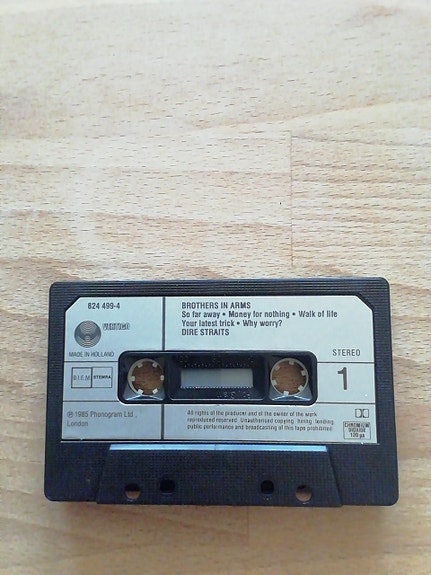 824 499-4
VERTIGO
MADE IN HOLLAND
B.I.E.M. STEMRA
℗ 1985 Phonogram Ltd.,
London
BROTHERS IN ARMS
So far away • Money for nothing • Walk of life
Your latest trick • Why worry?
DIRE STRAITS
STEREO
1
All rights of the producer and of the owner of the work
reproduced reserved. Unauthorised copying, hiring, lending,
public performance and broadcasting of this tape prohibited.
CHROMIUM
DIOXIDE
120 µs